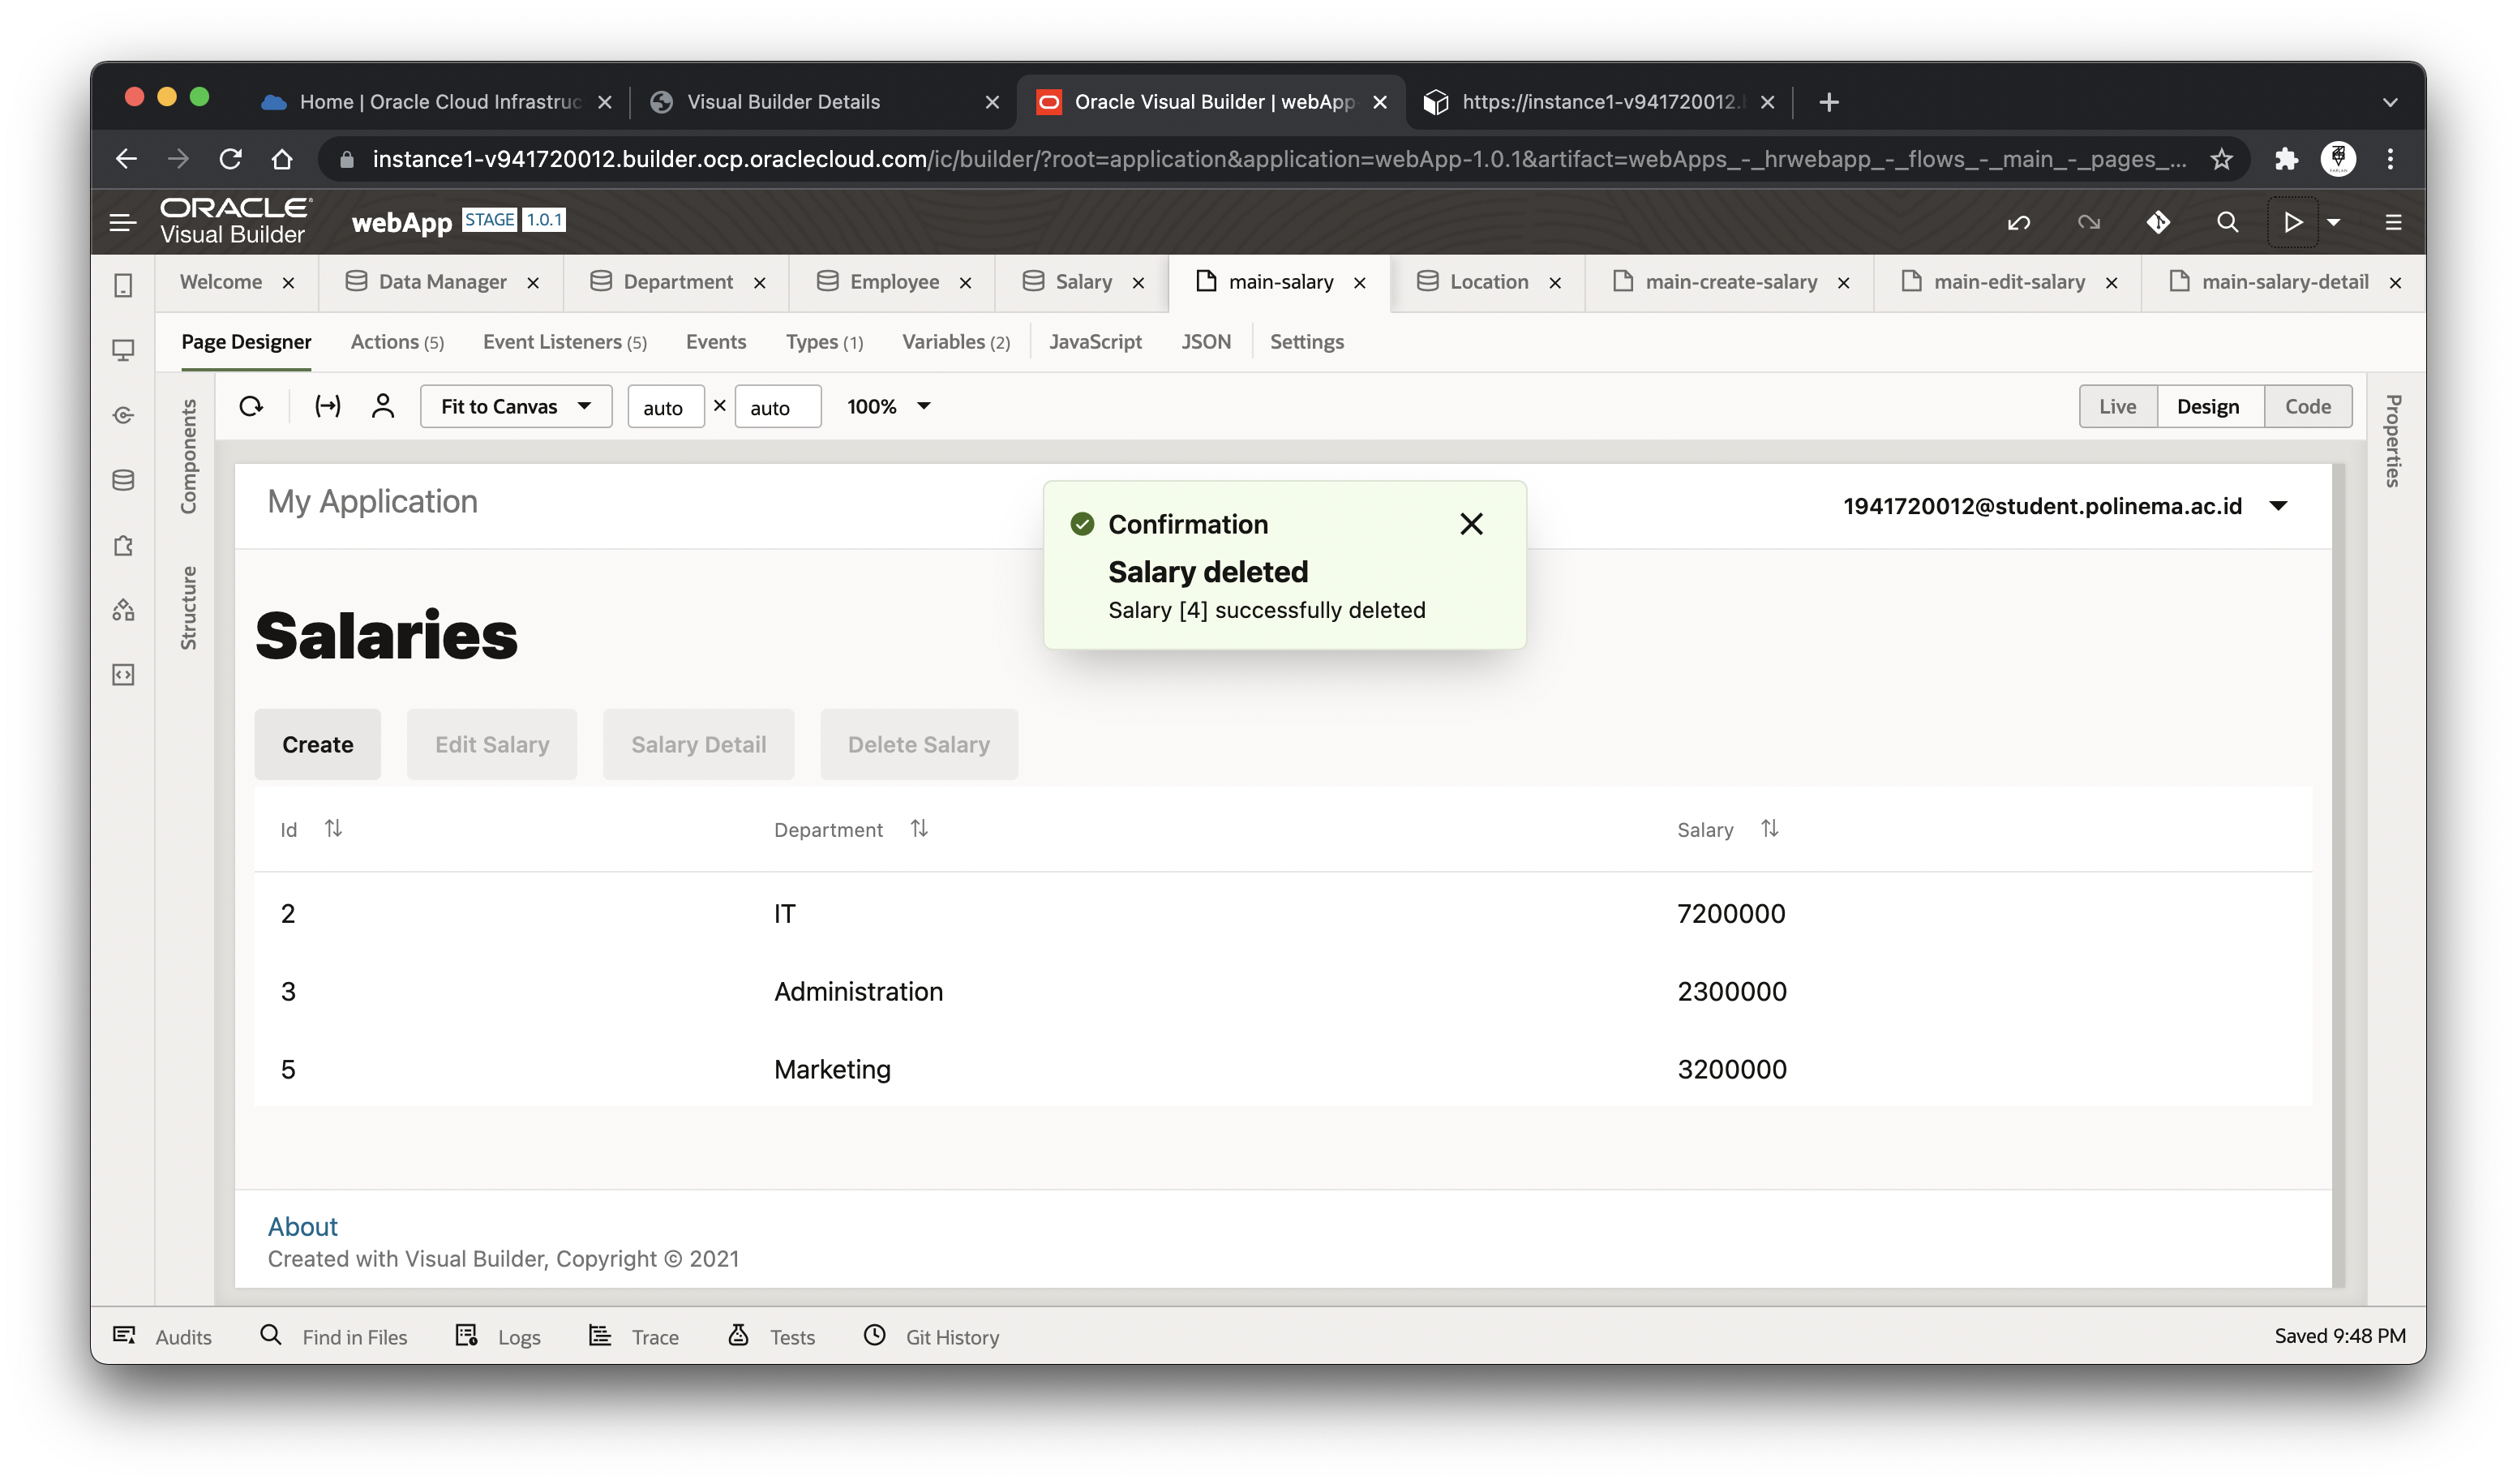 Home | Oracle Cloud Infrastruc
Visual Builder Details
Oracle Visual Builder | webApp-
https://instance1-v941720012.b
instance1-v941720012.builder.ocp.oraclecloud.com/ic/builder/?root=application&application=webApp-1.0.1&artifact=webApps_-_hrwebapp_-_flows_-_main_-_pages_...
ORACLE
Visual Builder
webApp STAGE 1.0.1
Welcome
Data Manager
Department
Employee
Salary
main-salary
Location
main-create-salary
main-edit-salary
main-salary-detail
Page Designer
Actions (5)
Event Listeners (5)
Events
Types (1)
Variables (2)
JavaScript
JSON
Settings
Components
Structure
Fit to Canvas
auto × auto
100%
Live
Design
Code
Properties
My Application
1941720012@student.polinema.ac.id
Confirmation
Salary deleted
Salary [4] successfully deleted
Salaries
Create
Edit Salary
Salary Detail
Delete Salary
Id Department Salary
2 IT 7200000
3 Administration 2300000
5 Marketing 3200000
About
Created with Visual Builder, Copyright © 2021
Audits
Find in Files
Logs
Trace
Tests
Git History
Saved 9:48 PM